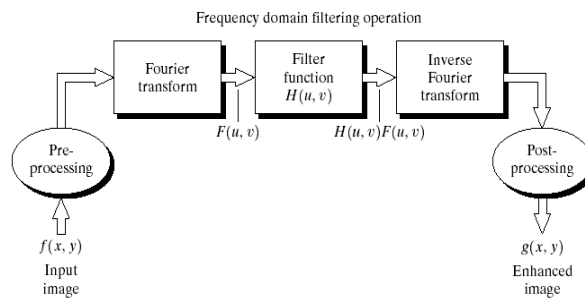 Frequency domain filtering operation
Fourier
transform
Filter
function
H(u, v)
Inverse
Fourier
transform
F(u, v)
H(u, v)F(u, v)
Pre-
processing
Post-
processing
f(x, y)
Input
image
g(x, y)
Enhanced
image